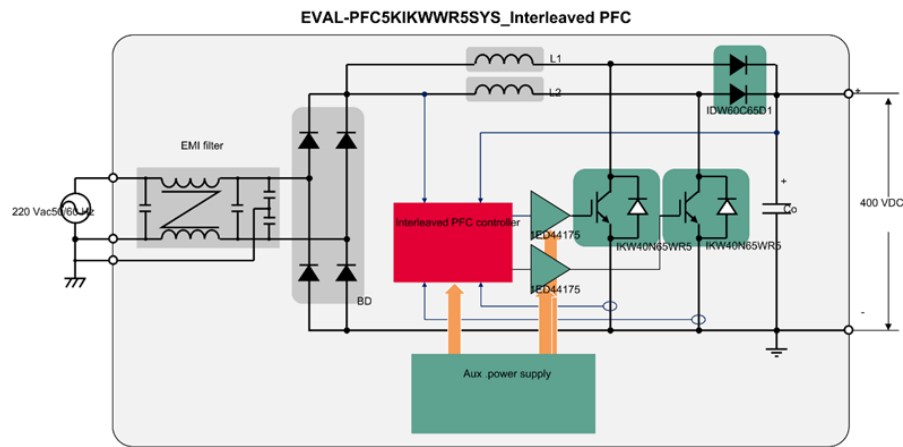 EVAL-PFC5KIKWWR5SYS_Interleaved PFC
L1
L2
IDW60C65D1
+
EMI filter
+
220 Vac50/60 Hz
Interleaved PFC controller
1ED44175
IKW40N65WR5
IKW40N65WR5
Co
400 VDC
1ED44175
BD
-
Aux .power supply